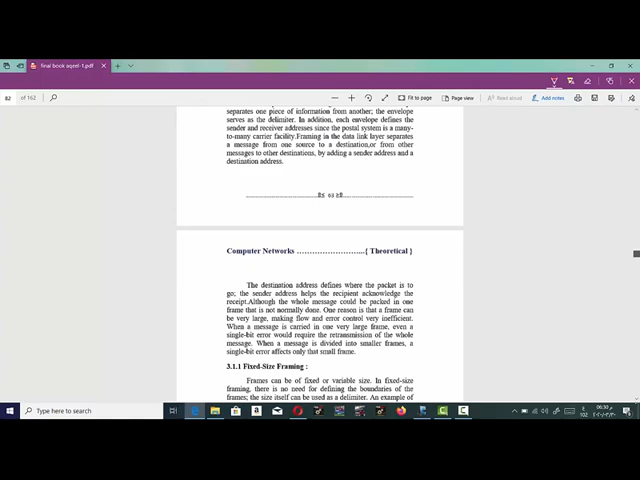 final book aqeel-1.pdf
82 of 162
Fit to page
Page view
Read aloud
Add notes
separates one piece of information from another; the envelope
serves as the delimiter. In addition, each envelope defines the
sender and receiver addresses since the postal system is a many-
to-many carrier facility.Framing in the data link layer separates
a message from one source to a destination,or from other
messages to other destinations, by adding a sender address and a
destination address.
Computer Networks ……………………...{ Theoretical }
The destination address defines where the packet is to
go; the sender address helps the recipient acknowledge the
receipt.Although the whole message could be packed in one
frame that is not normally done. One reason is that a frame can
be very large, making flow and error control very inefficient.
When a message is carried in one very large frame, even a
single-bit error would require the retransmission of the whole
message. When a message is divided into smaller frames, a
single-bit error affects only that small frame.
3.1.1 Fixed-Size Framing :
Frames can be of fixed or variable size. In fixed-size
framing, there is no need for defining the boundaries of the
frames; the size itself can be used as a delimiter. An example of
Type here to search